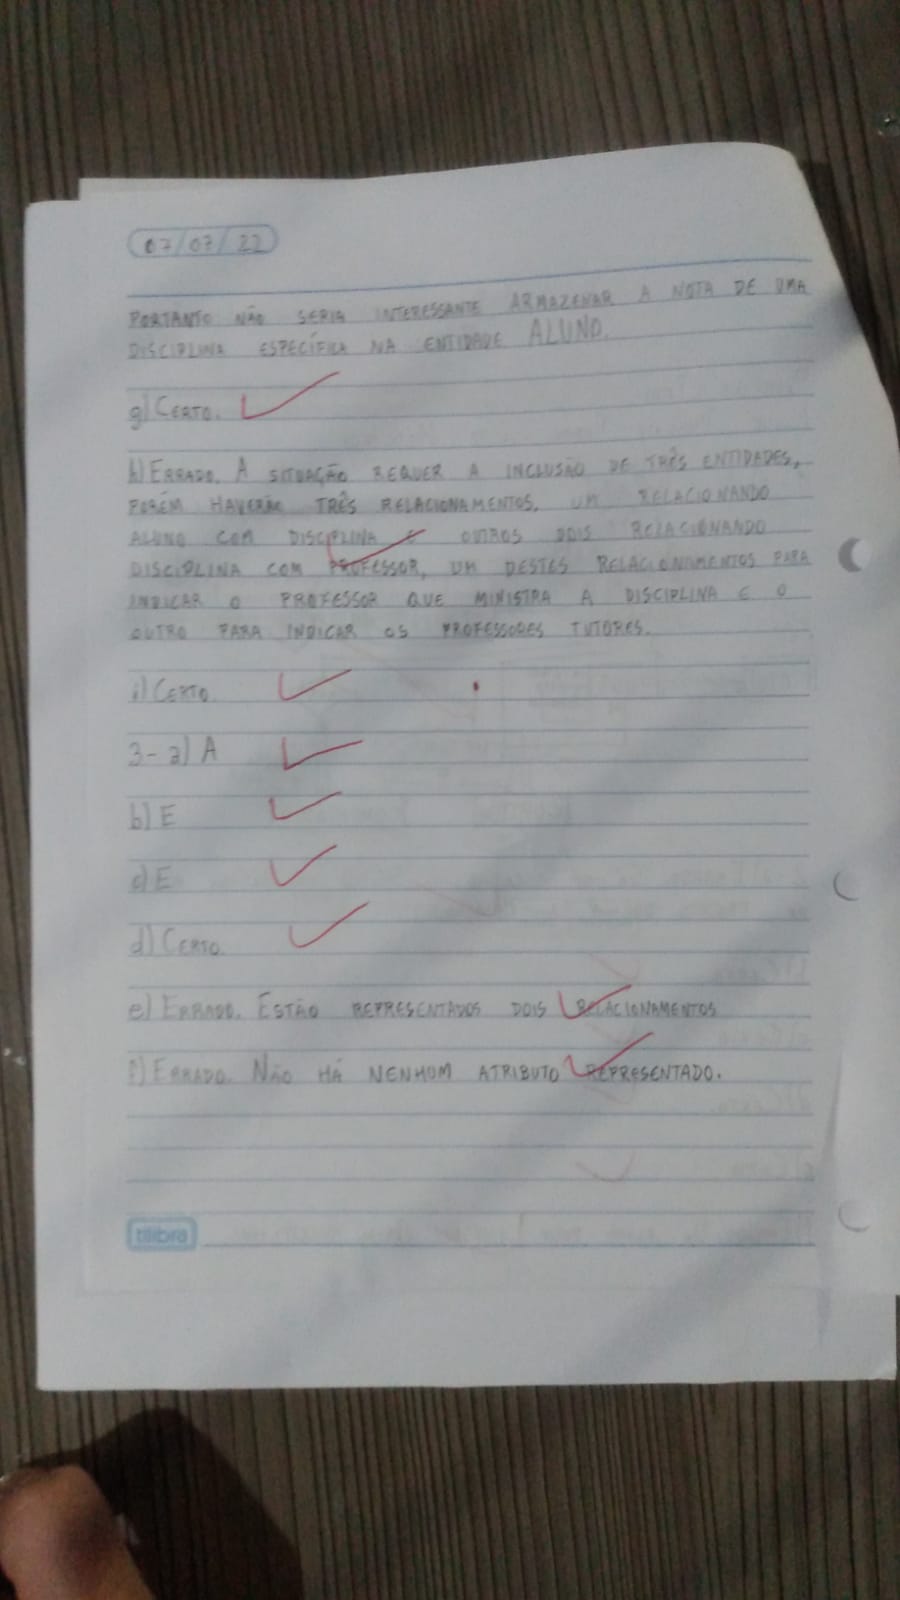 07/07/22
PORTANTO NÃO SERIA INTERESSANTE ARMAZENAR A NOTA DE UMA
DISCIPLINA ESPECÍFICA NA ENTIDADE ALUNO.
g) CERTO.
h) ERRADO. A SITUAÇÃO REQUER A INCLUSÃO DE TRÊS ENTIDADES,
PORÉM HAVERÃO TRÊS RELACIONAMENTOS, UM RELACIONANDO
ALUNO COM DISCIPLINA E OUTROS DOIS RELACIONANDO
DISCIPLINA COM PROFESSOR, UM DESTES RELACIONAMENTOS PARA
INDICAR O PROFESSOR QUE MINISTRA A DISCIPLINA E O
OUTRO PARA INDICAR OS PROFESSORES TUTORES.
i) CERTO
3- a) A
b) E
c) E
d) CERTO
e) ERRADO. ESTÃO REPRESENTADOS DOIS RELACIONAMENTOS
f) ERRADO. NÃO HÁ NENHUM ATRIBUTO REPRESENTADO.
tilibra